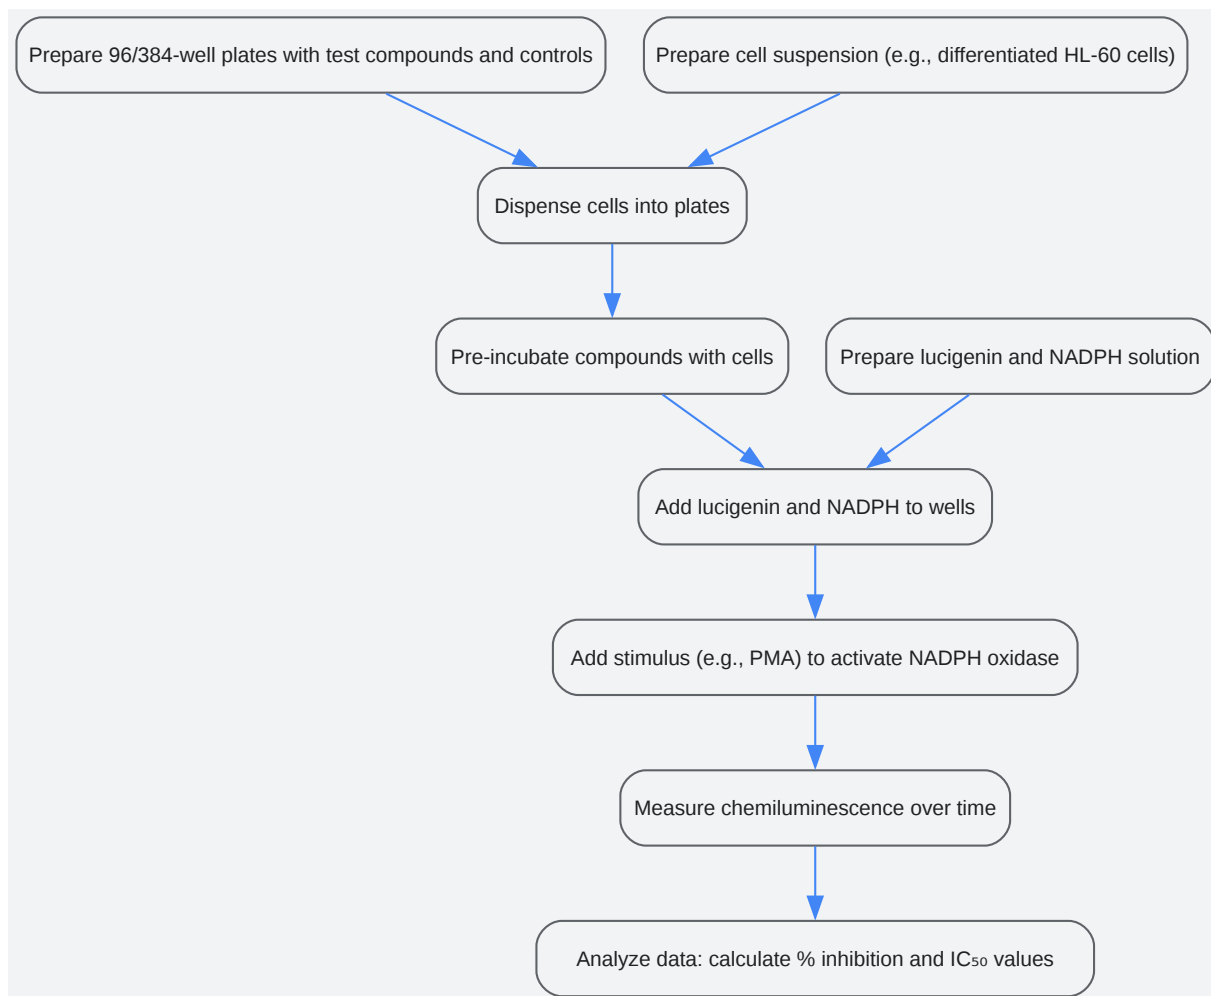 Prepare 96/384-well plates with test compounds and controls
Prepare cell suspension (e.g., differentiated HL-60 cells)
Dispense cells into plates
Pre-incubate compounds with cells
Prepare lucigenin and NADPH solution
Add lucigenin and NADPH to wells
Add stimulus (e.g., PMA) to activate NADPH oxidase
Measure chemiluminescence over time
Analyze data: calculate % inhibition and IC₅₀ values